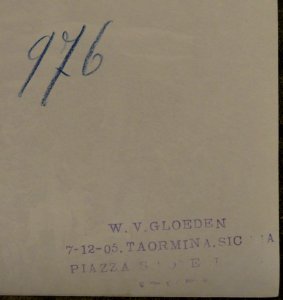 976
W. V. GLOEDEN
7-12-05. TAORMINA.
PIAZZA